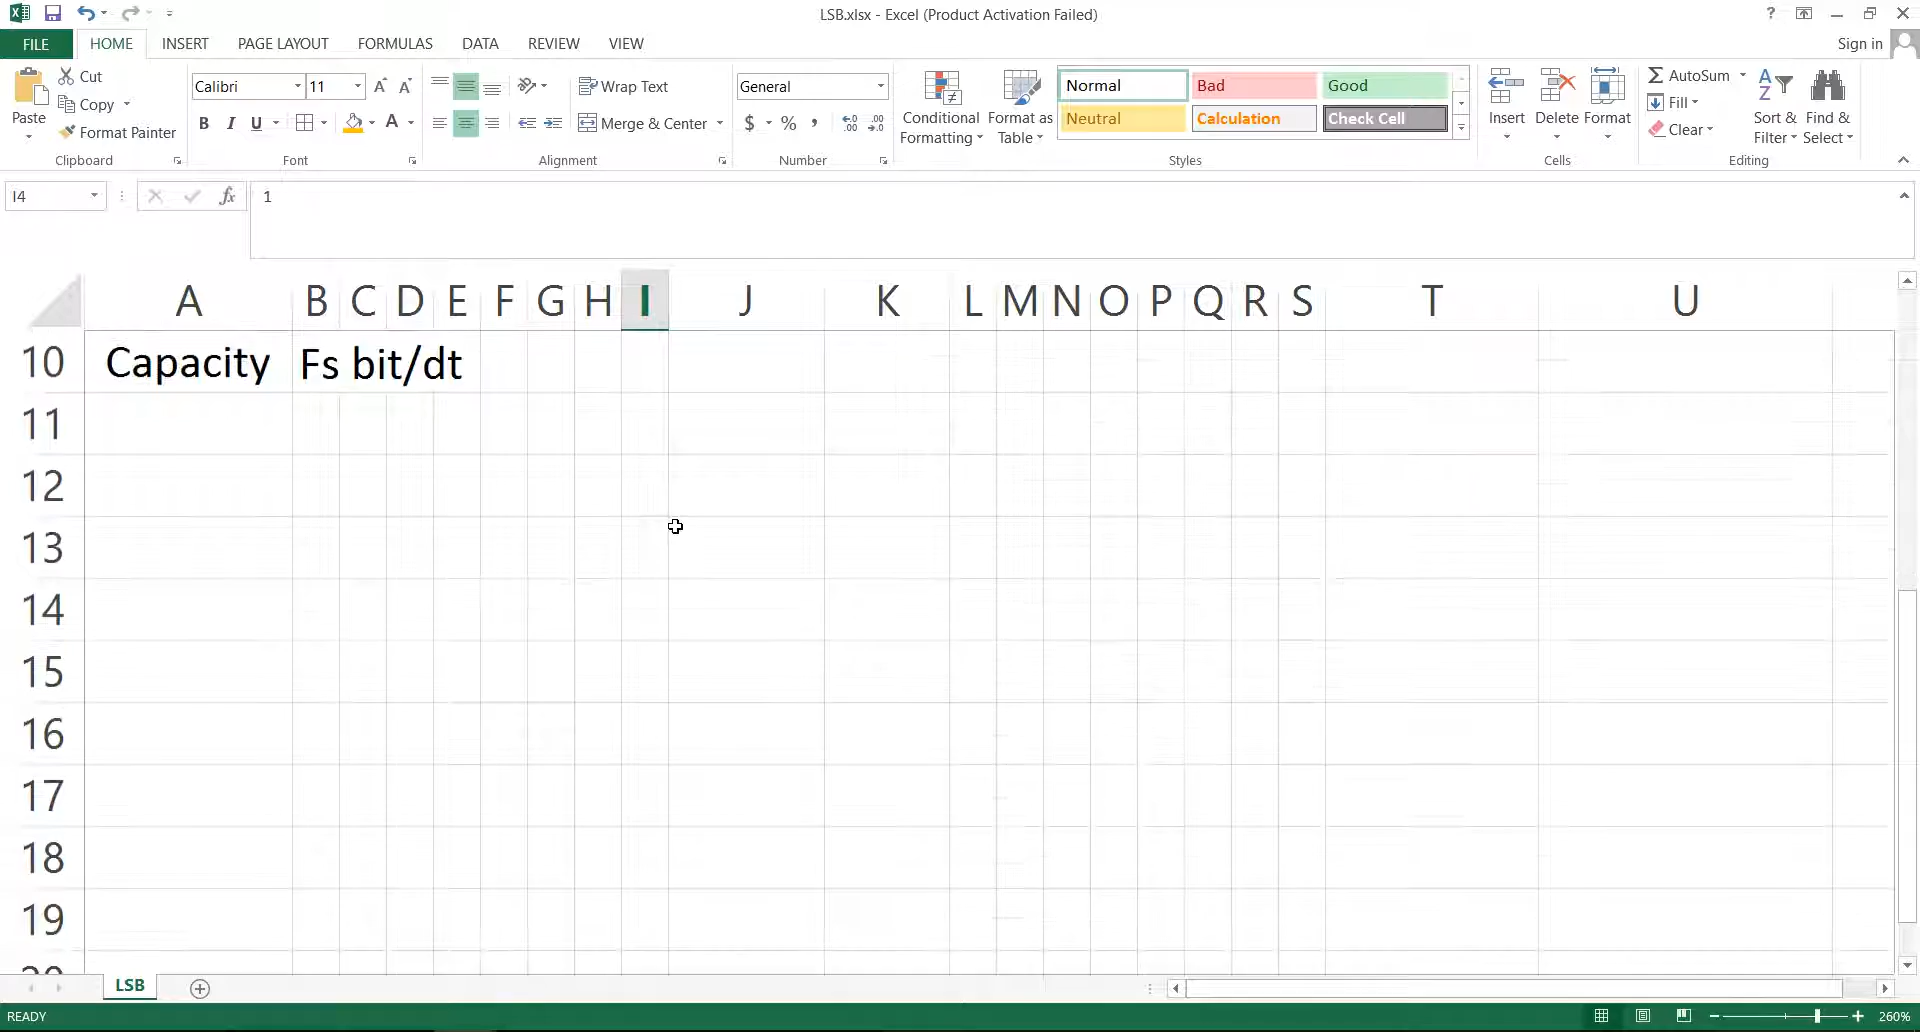 LSB.xlsx - Excel (Product Activation Failed)
?
FILE HOME INSERT PAGE LAYOUT FORMULAS DATA REVIEW VIEW
Sign in
Paste
Cut
Copy
Format Painter
Clipboard
Calibri 11
B I U
Font
Wrap Text
Merge & Center
Alignment
General
$ % ,
Number
Conditional
Formatting
Format as
Table
Normal Bad Good
Neutral Calculation Check Cell
Styles
Insert Delete Format
Cells
AutoSum
Fill
Clear
Sort &
Filter
Find &
Select
Editing
I4
fx
1
A B C D E F G H I J K L M N O P Q R S T U
10 Capacity Fs bit/dt
11
12
13
14
15
16
17
18
19
20
LSB
READY
260%